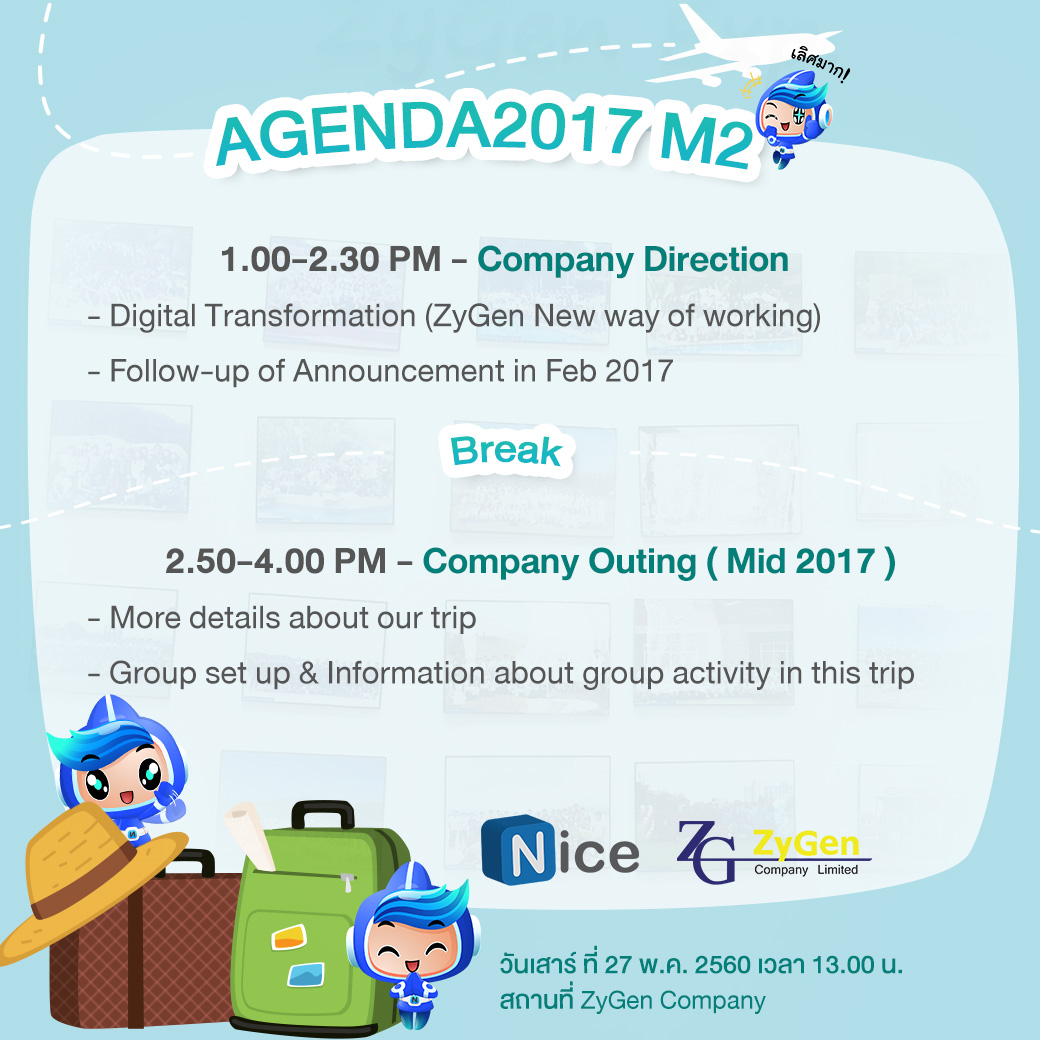 เลิศมาก!
AGENDA2017 M2
1.00-2.30 PM - Company Direction
- Digital Transformation (ZyGen New way of working)
- Follow-up of Announcement in Feb 2017
Break
2.50-4.00 PM - Company Outing ( Mid 2017 )
- More details about our trip
- Group set up & Information about group activity in this trip
Nice
ZG ZyGen
Company Limited
วันเสาร์ ที่ 27 พ.ค. 2560 เวลา 13.00 น.
สถานที่ ZyGen Company